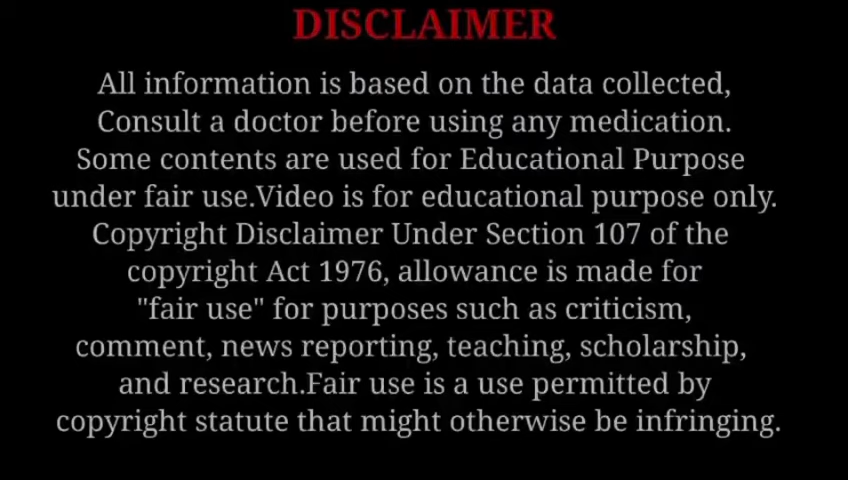 DISCLAIMER
All information is based on the data collected,
Consult a doctor before using any medication.
Some contents are used for Educational Purpose
under fair use.Video is for educational purpose only.
Copyright Disclaimer Under Section 107 of the
copyright Act 1976, allowance is made for
"fair use" for purposes such as criticism,
comment, news reporting, teaching, scholarship,
and research.Fair use is a use permitted by
copyright statute that might otherwise be infringing.